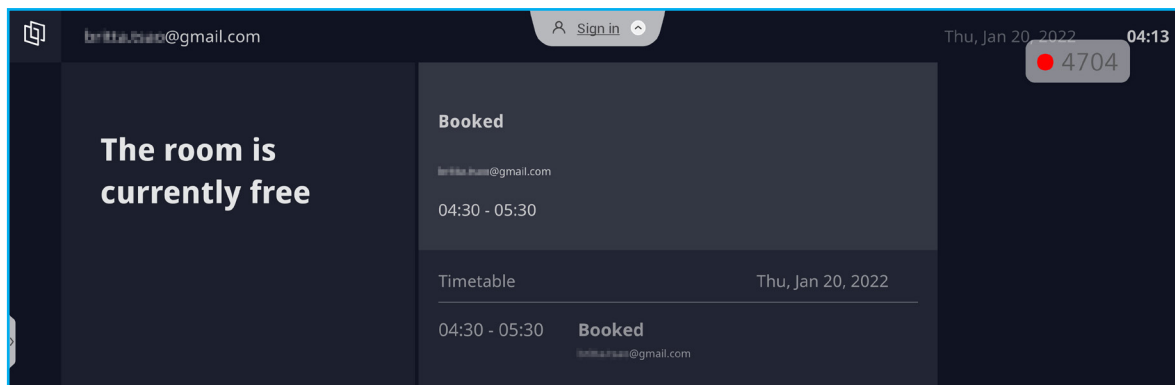 @gmail.com
Sign in
Thu, Jan 20, 2022 04:13
4704
The room is
currently free
Booked
@gmail.com
04:30 - 05:30
Timetable Thu, Jan 20, 2022
04:30 - 05:30 Booked
@gmail.com